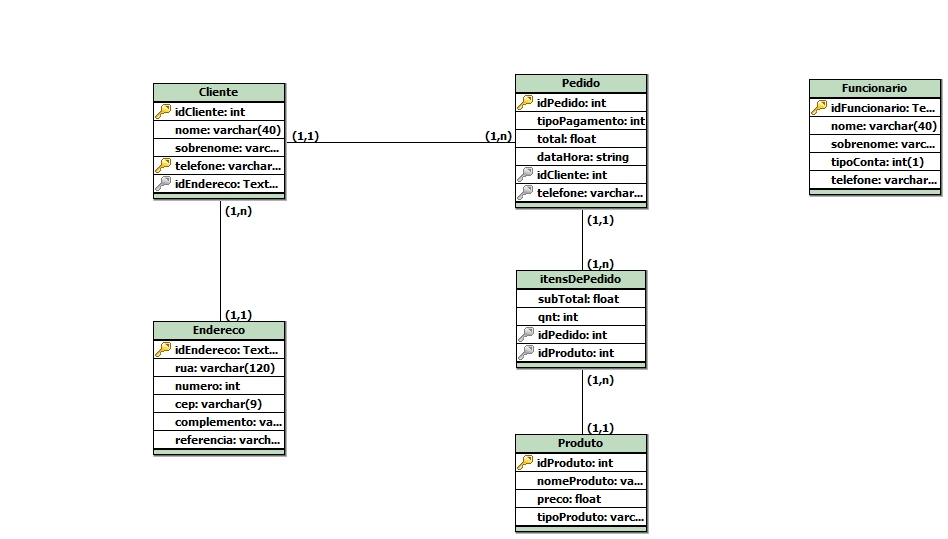 Cliente
idCliente: int
nome: varchar(40)
sobrenome: varc...
telefone: varchar...
idEndereco: Text...
(1,1)
(1,n)
Pedido
idPedido: int
tipoPagamento: int
total: float
dataHora: string
idCliente: int
telefone: varchar...
Funcionario
idFuncionario: Te...
nome: varchar(40)
sobrenome: varc...
tipoConta: int(1)
telefone: varchar...
(1,n)
(1,1)
Endereco
idEndereco: Text...
rua: varchar(120)
numero: int
cep: varchar(9)
complemento: va...
referencia: varch...
(1,1)
(1,n)
itensDePedido
subTotal: float
qnt: int
idPedido: int
idProduto: int
(1,n)
(1,1)
Produto
idProduto: int
nomeProduto: va...
preco: float
tipoProduto: varc...